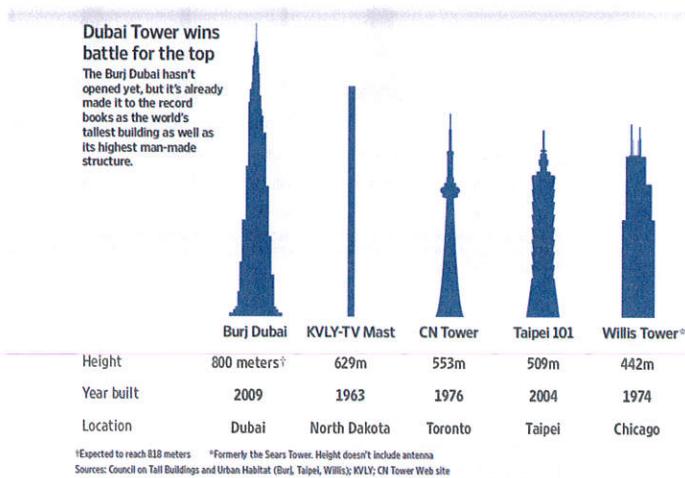 Dubai Tower wins
battle for the top
The Burj Dubai hasn't
opened yet, but it's already
made it to the record
books as the world's
tallest building as well as
its highest man-made
structure.
Burj Dubai KVLY-TV Mast CN Tower Taipei 101 Willis Tower*
Height 800 meters† 629m 553m 509m 442m
Year built 2009 1963 1976 2004 1974
Location Dubai North Dakota Toronto Taipei Chicago
†Expected to reach 818 meters *Formerly the Sears Tower. Height doesn't include antenna
Sources: Council on Tall Buildings and Urban Habitat (Burj, Taipei, Willis); KVLY; CN Tower Web site